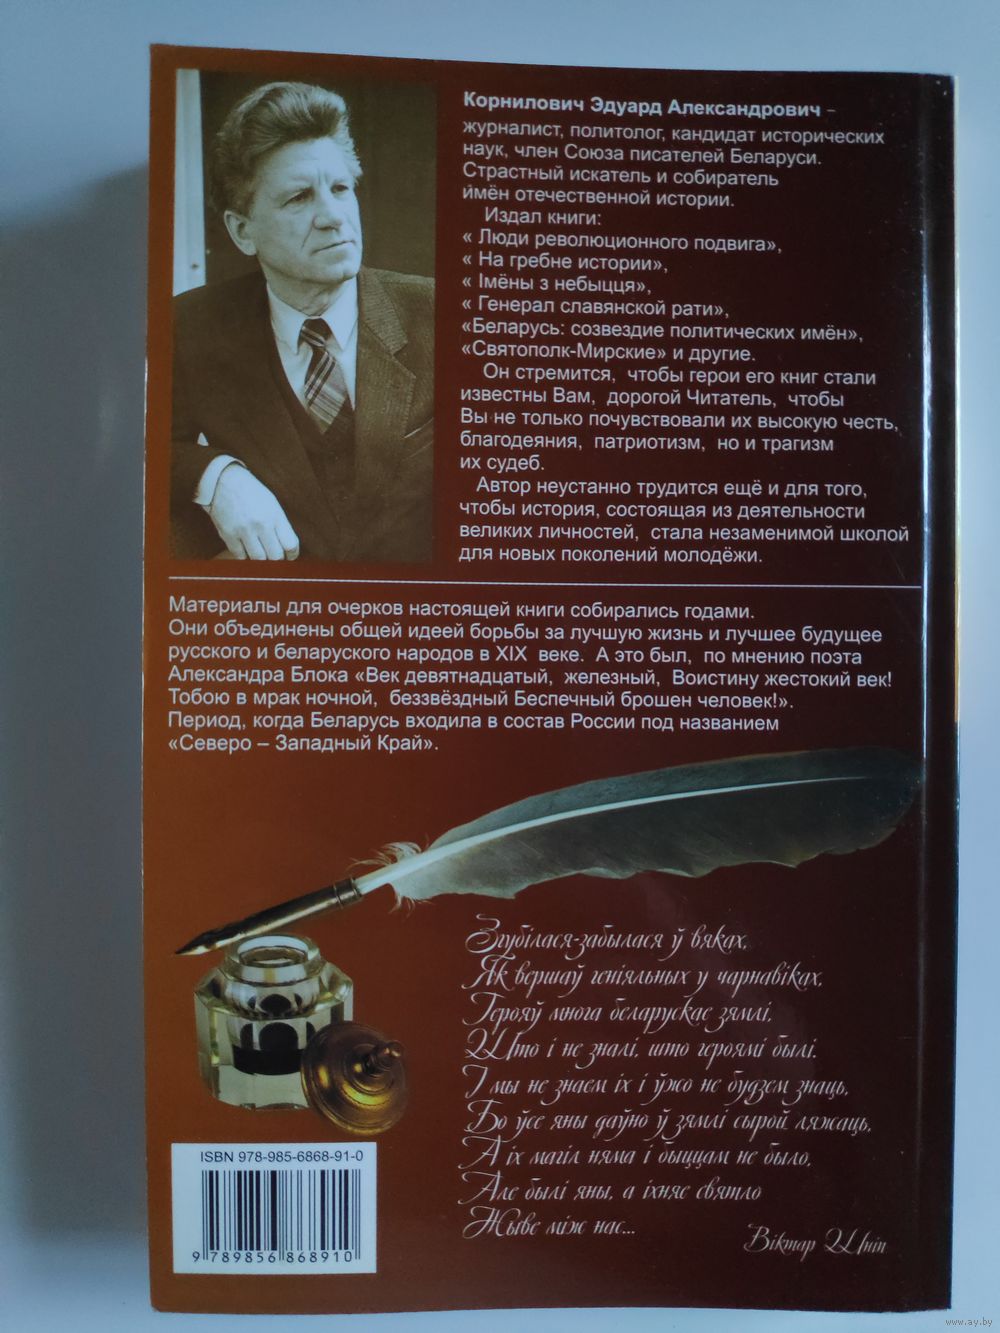 Корнилович Эдуард Александрович –
журналист, политолог, кандидат исторических
наук, член Союза писателей Беларуси.
Страстный искатель и собиратель
имён отечественной истории.
Издал книги:
« Люди революционного подвига»,
« На гребне истории»,
« Імёны з небыцця»,
« Генерал славянской рати»,
«Беларусь: созвездие политических имён»,
«Святополк-Мирские» и другие.
Он стремится, чтобы герои его книг стали
известны Вам, дорогой Читатель, чтобы
Вы не только почувствовали их высокую честь,
благодеяния, патриотизм, но и трагизм
их судеб.
Автор неустанно трудится ещё и для того,
чтобы история, состоящая из деятельности
великих личностей, стала незаменимой школой
для новых поколений молодёжи.
Материалы для очерков настоящей книги собирались годами.
Они объединены общей идеей борьбы за лучшую жизнь и лучшее будущее
русского и беларуского народов в XIX веке. А это был, по мнению поэта
Александра Блока «Век девятнадцатый, железный, Воистину жестокий век!
Тобою в мрак ночной, беззвёздный Беспечный брошен человек!».
Период, когда Беларусь входила в состав России под названием
«Северо – Западный Край».
Згубілася-забылася ў вяках,
Як вершаў геніяльных у чарнавіках,
Герояў многа беларускае зямлі,
Што і не зналі, што героямі былі.
І мы не знаем іх і ўжо не будзем знаць,
Бо ўсе яны даўно ў зямлі сырой ляжаць,
А іх магіл няма і быццам не было,
Але былі яны, а іхняе святло
Жыве між нас...
Віктар Шніп
ISBN 978-985-6868-91-0
9 789856 868910
www.ay.by